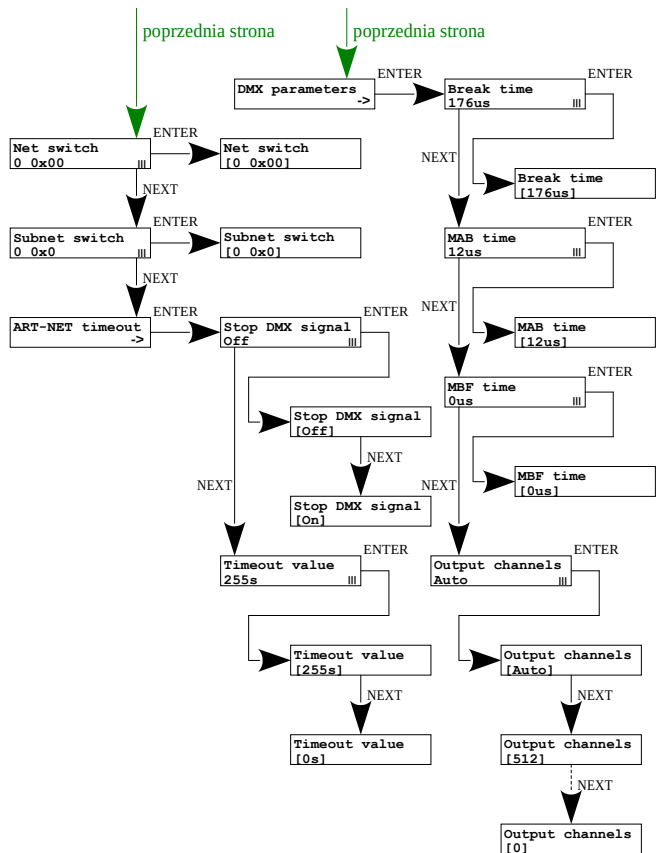 poprzednia strona
poprzednia strona
DMX parameters
->
ENTER
Break time
176us
ENTER
NEXT
Break time
[176us]
Net switch
0 0x00
ENTER
Net switch
[0 0x00]
NEXT
Subnet switch
0 0x0
ENTER
Subnet switch
[0 0x0]
NEXT
MAB time
12us
ENTER
NEXT
MAB time
[12us]
ART-NET timeout
->
ENTER
Stop DMX signal
Off
ENTER
Stop DMX signal
[Off]
NEXT
Stop DMX signal
[On]
NEXT
MBF time
0us
ENTER
NEXT
MBF time
[0us]
Timeout value
255s
ENTER
Timeout value
[255s]
NEXT
Timeout value
[0s]
Output channels
Auto
ENTER
Output channels
[Auto]
NEXT
Output channels
[512]
NEXT
Output channels
[0]